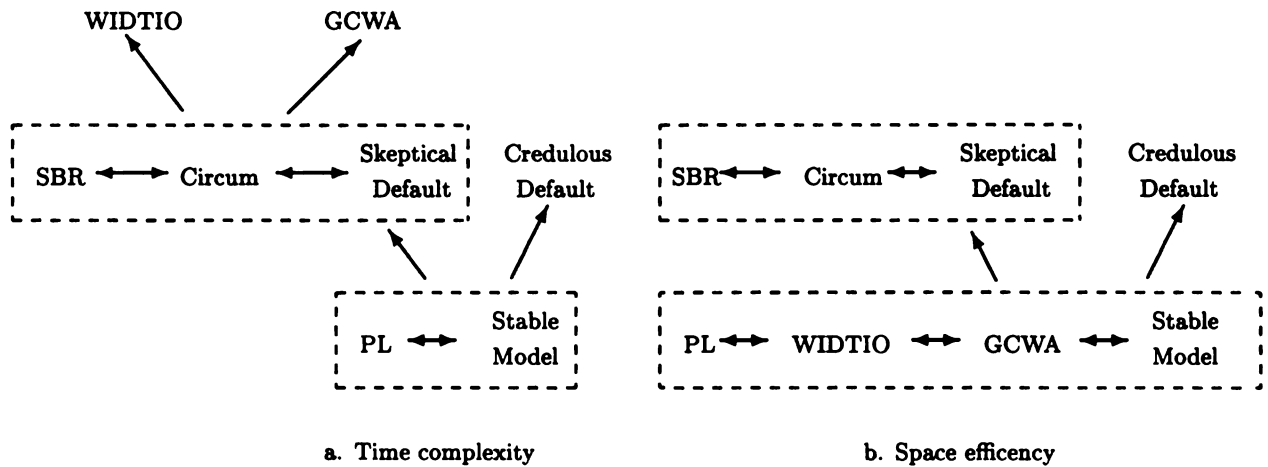 WIDTIO GCWA
SBR Circum Skeptical Default Credulous Default
PL Stable Model
a. Time complexity
SBR Circum Skeptical Default Credulous Default
PL WIDTIO GCWA Stable Model
b. Space efficency